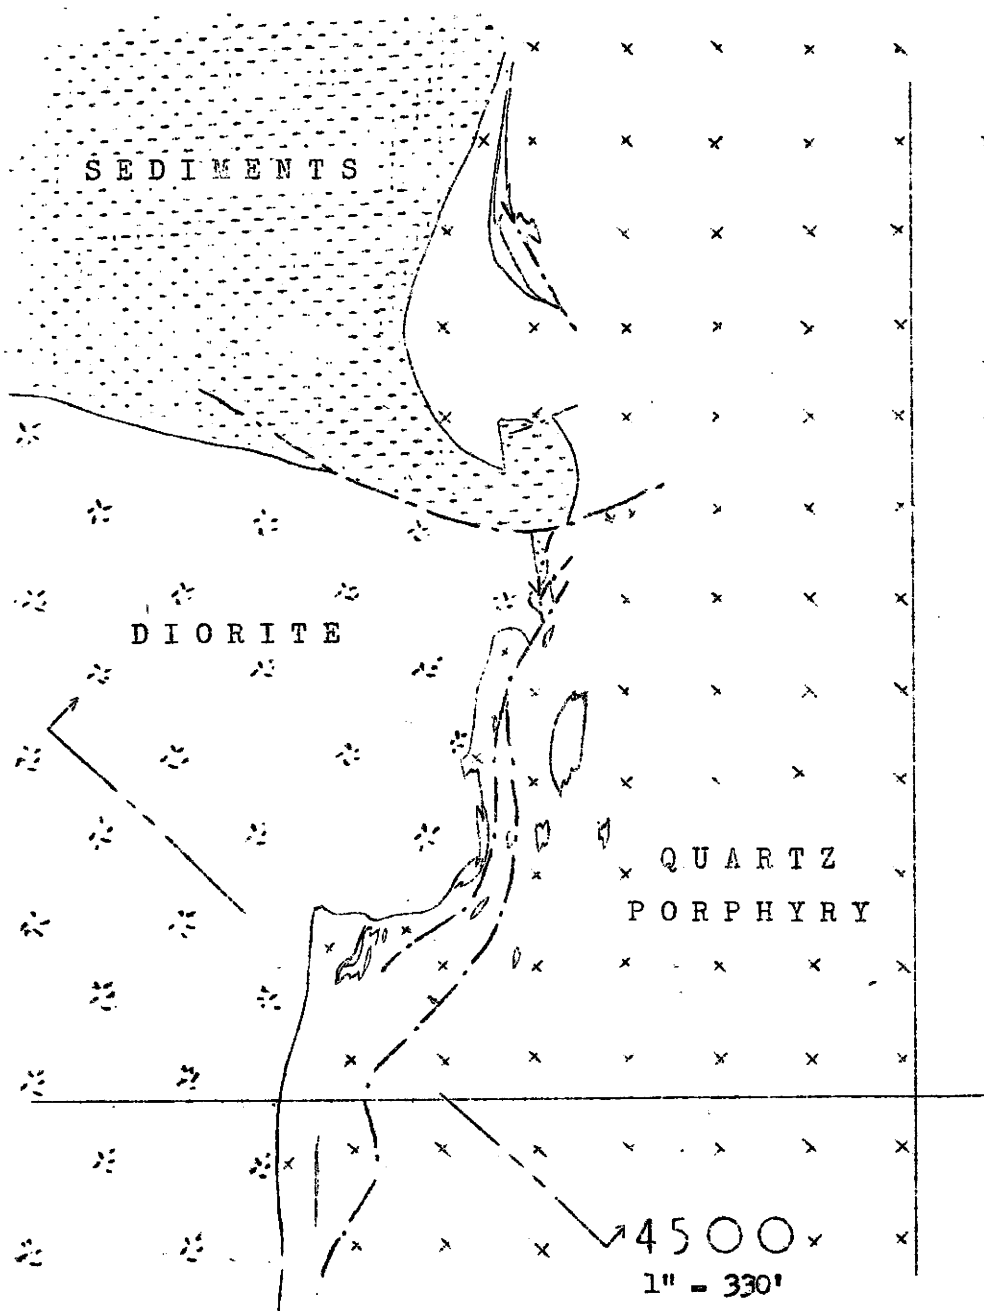 SEDIMENTS
DIORITE
QUARTZ
PORPHYRY
4500
1" = 330'